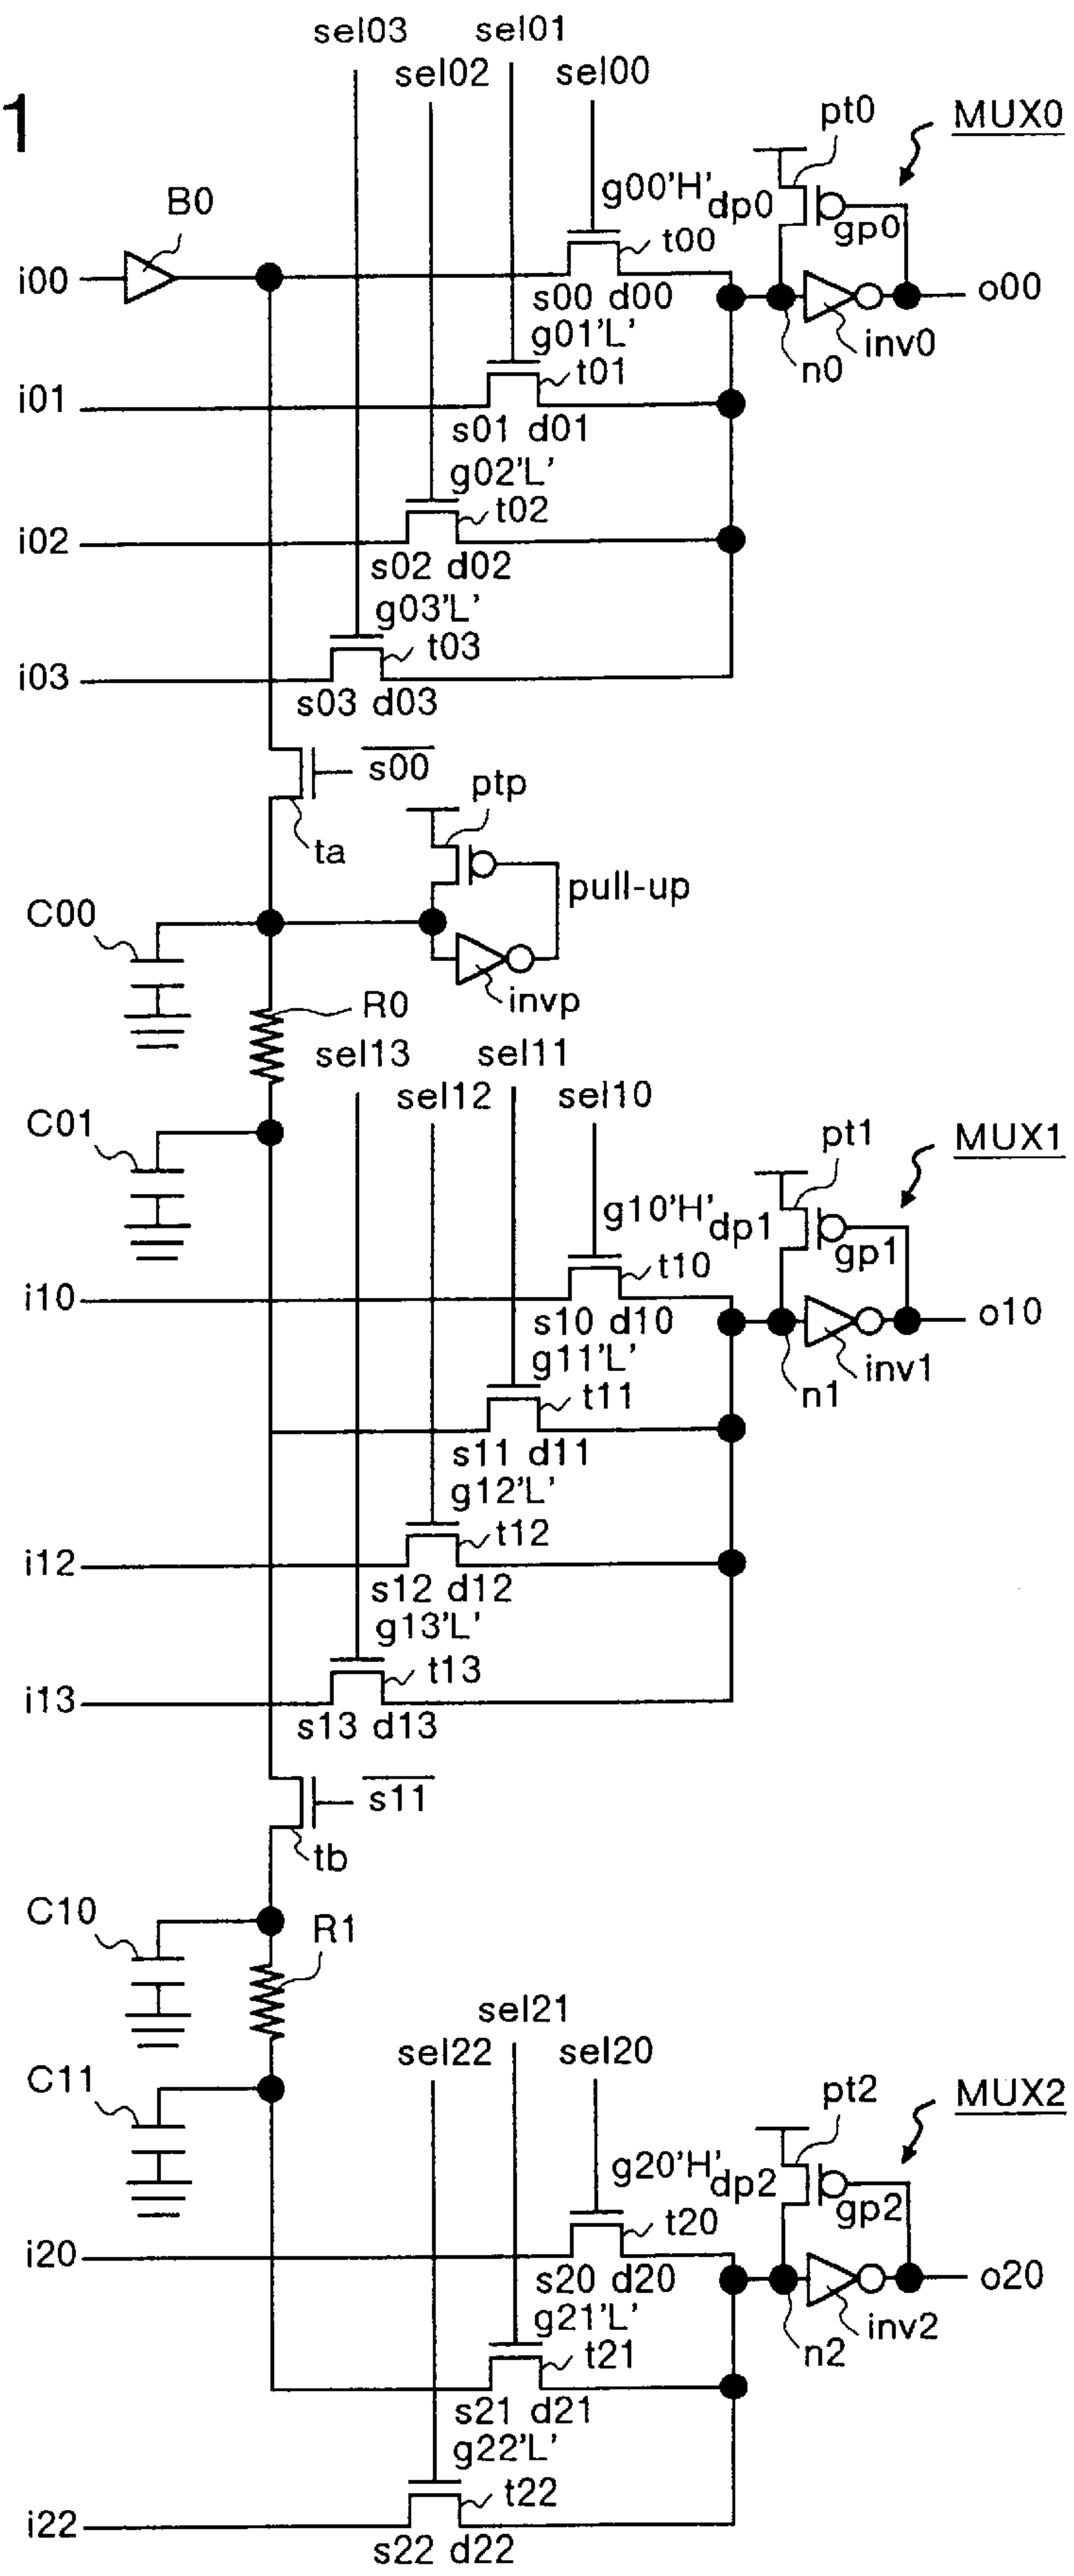 1
sel03 sel01
sel02 sel00
pt0 MUX0
B0 g00'H' dp0 gp0
t00
i00 s00 d00 o00
g01'L' inv0
t01 n0
i01 s01 d01
g02'L'
t02
i02 s02 d02
g03'L'
t03
i03 s03 d03
s00
ptp
ta
pull-up
C00
invp
R0
sel13 sel11
sel12 sel10
C01
pt1 MUX1
g10'H' dp1 gp1
t10
i10 s10 d10 o10
g11'L' inv1
t11 n1
s11 d11
g12'L'
t12
i12 s12 d12
g13'L'
t13
i13 s13 d13
s11
tb
C10
R1
sel21
sel22 sel20
C11
pt2 MUX2
g20'H' dp2 gp2
t20
i20 s20 d20 o20
g21'L' inv2
t21 n2
s21 d21
g22'L'
t22
i22 s22 d22